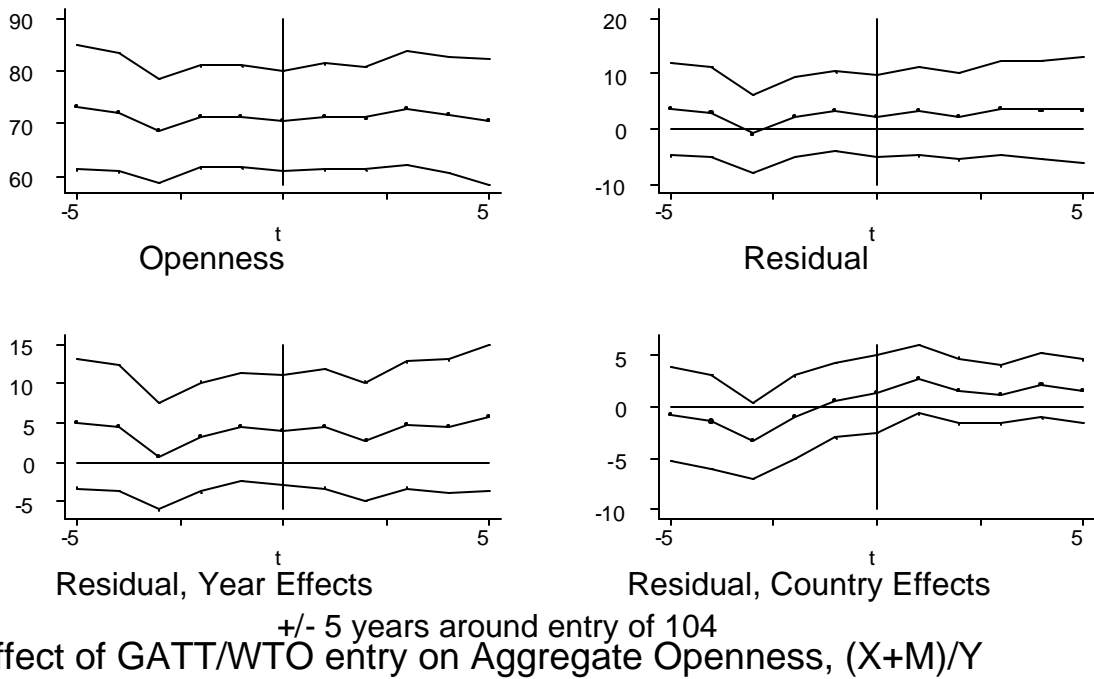 90
80
70
60
-5
5
t
Openness
20
10
0
-10
-5
5
t
Residual
15
10
5
0
-5
-5
5
t
Residual, Year Effects
5
0
-5
-10
-5
5
t
Residual, Country Effects
+/- 5 years around entry of 104
ffect of GATT/WTO entry on Aggregate Openness, (X+M)/Y